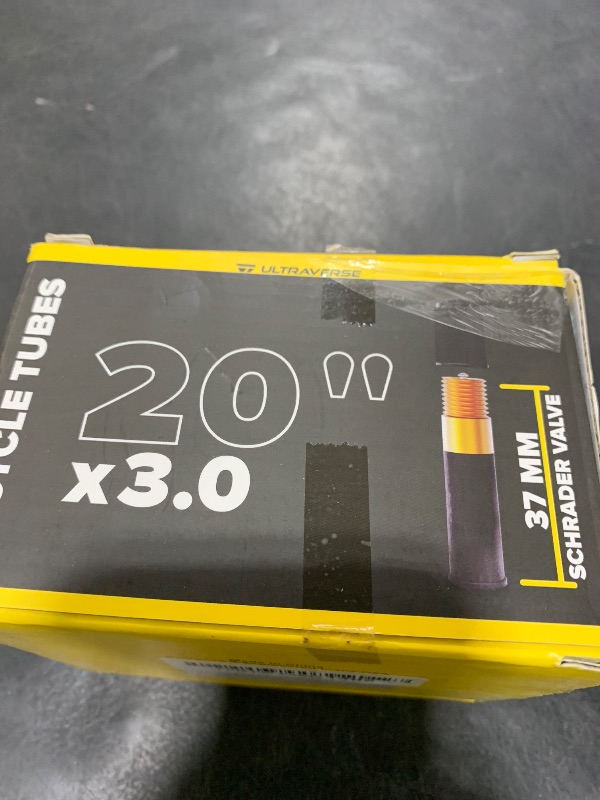 ULTRAVERSE
CYCLE TUBES
20"
x3.0
37 MM
SCHRADER VALVE